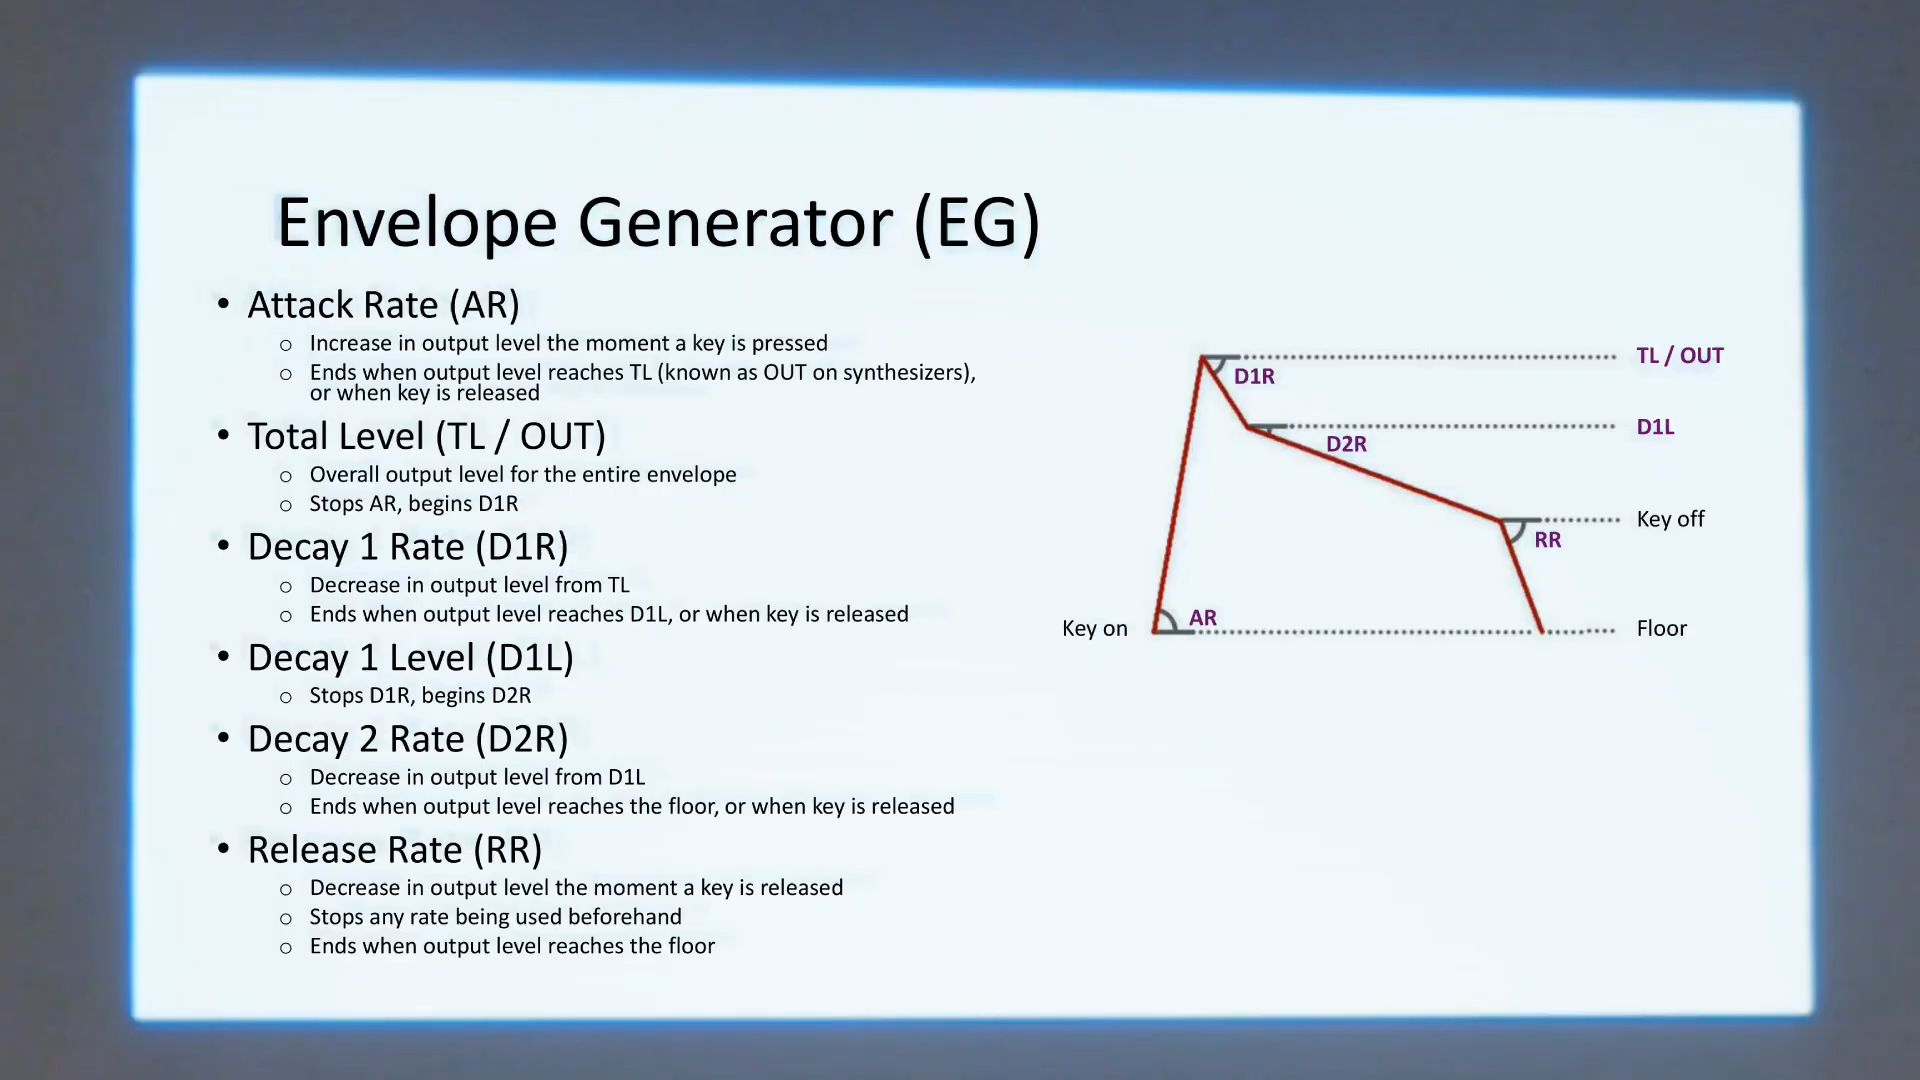 Envelope Generator (EG)
• Attack Rate (AR)
o Increase in output level the moment a key is pressed
o Ends when output level reaches TL (known as OUT on synthesizers),
or when key is released
• Total Level (TL / OUT)
o Overall output level for the entire envelope
o Stops AR, begins D1R
• Decay 1 Rate (D1R)
o Decrease in output level from TL
o Ends when output level reaches D1L, or when key is released
• Decay 1 Level (D1L)
o Stops D1R, begins D2R
• Decay 2 Rate (D2R)
o Decrease in output level from D1L
o Ends when output level reaches the floor, or when key is released
• Release Rate (RR)
o Decrease in output level the moment a key is released
o Stops any rate being used beforehand
o Ends when output level reaches the floor
TL / OUT
D1R
D1L
D2R
Key off
RR
AR
Key on
Floor